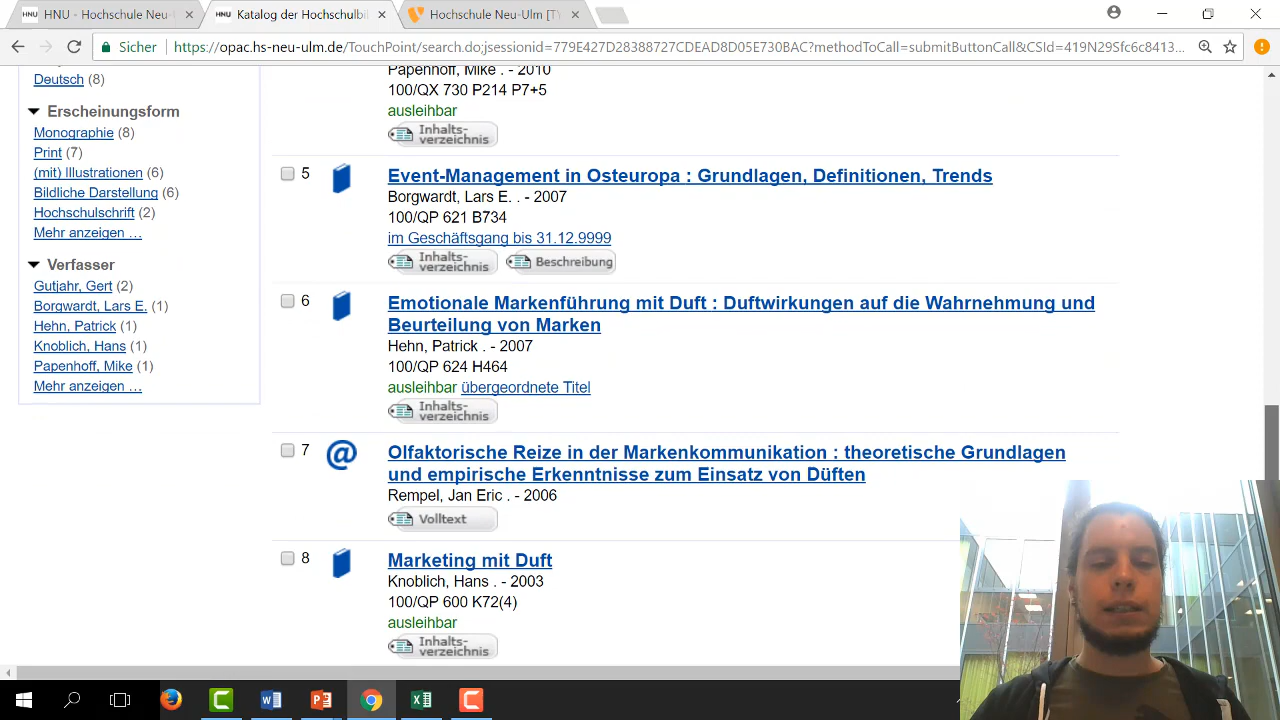 HNU - Hochschule Neu-U
Katalog der Hochschulbil
Hochschule Neu-Ulm [TY
Sicher
https://opac.hs-neu-ulm.de/TouchPoint/search.do;jsessionid=779E427D28388727CDEAD8D05E730BAC?methodToCall=submitButtonCall&CSId=419N29Sfc6c8413...
Deutsch (8)
Erscheinungsform
Monographie (8)
Print (7)
(mit) Illustrationen (6)
Bildliche Darstellung (6)
Hochschulschrift (2)
Mehr anzeigen ...
Verfasser
Gutjahr, Gert (2)
Borgwardt, Lars E. (1)
Hehn, Patrick (1)
Knoblich, Hans (1)
Papenhoff, Mike (1)
Mehr anzeigen ...
Papenhoff, Mike . - 2010
100/QX 730 P214 P7+5
ausleihbar
Inhalts-
verzeichnis
5
Event-Management in Osteuropa : Grundlagen, Definitionen, Trends
Borgwardt, Lars E. . - 2007
100/QP 621 B734
im Geschäftsgang bis 31.12.9999
Inhalts-
verzeichnis
Beschreibung
6
Emotionale Markenführung mit Duft : Duftwirkungen auf die Wahrnehmung und
Beurteilung von Marken
Hehn, Patrick . - 2007
100/QP 624 H464
ausleihbar übergeordnete Titel
Inhalts-
verzeichnis
7
Olfaktorische Reize in der Markenkommunikation : theoretische Grundlagen
und empirische Erkenntnisse zum Einsatz von Düften
Rempel, Jan Eric . - 2006
Volltext
8
Marketing mit Duft
Knoblich, Hans . - 2003
100/QP 600 K72(4)
ausleihbar
Inhalts-
verzeichnis